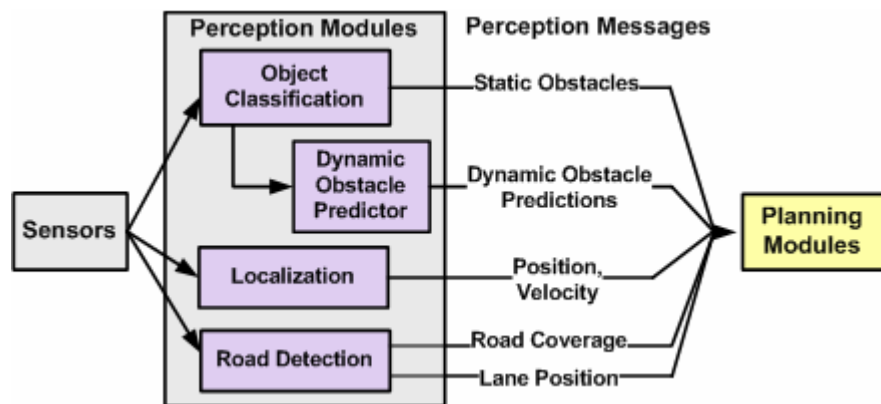 Perception Modules
Perception Messages
Object
Classification
Static Obstacles
Dynamic
Obstacle
Predictor
Dynamic Obstacle
Predictions
Sensors
Planning
Modules
Localization
Position,
Velocity
Road Detection
Road Coverage
Lane Position